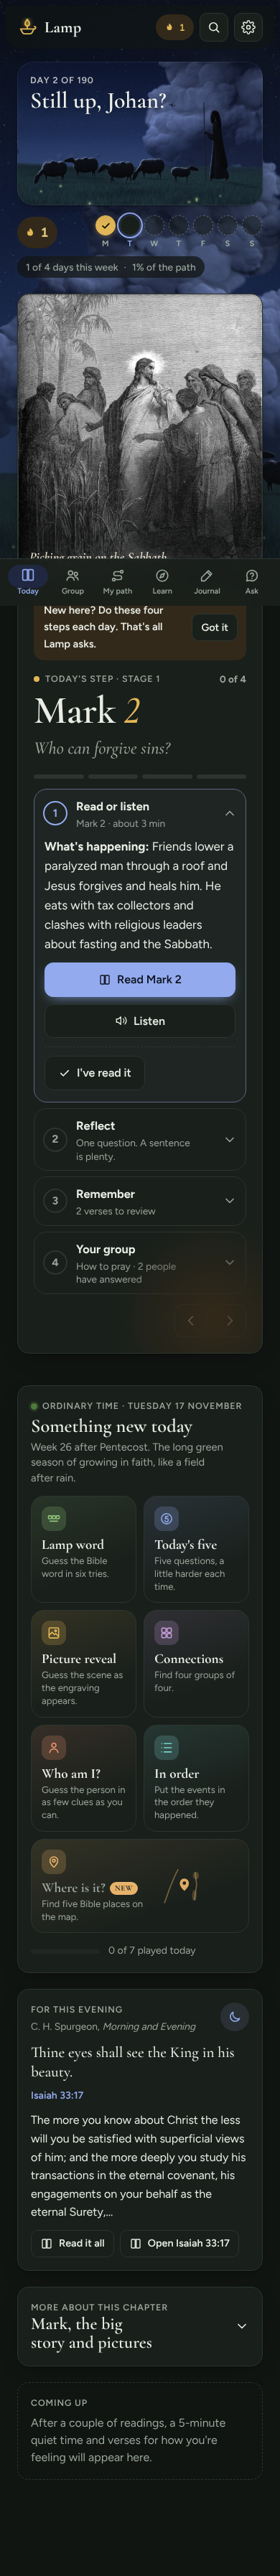 Lamp
1
DAY 2 OF 190
Still up, Johan?
1
M T W T F S S
1 of 4 days this week · 1% of the path
Picking grain on the Sabbath
Today
Group
My path
Learn
Journal
Ask
New here? Do these four
steps each day. That's all
Lamp asks.
Got it
TODAY'S STEP · STAGE 1
0 of 4
Mark 2
Who can forgive sins?
1
Read or listen
Mark 2 · about 3 min
What's happening: Friends lower a
paralyzed man through a roof and
Jesus forgives and heals him. He
eats with tax collectors and
clashes with religious leaders
about fasting and the Sabbath.
Read Mark 2
Listen
I've read it
2
Reflect
One question. A sentence
is plenty.
3
Remember
2 verses to review
4
Your group
How to pray · 2 people
have answered
ORDINARY TIME · TUESDAY 17 NOVEMBER
Something new today
Week 26 after Pentecost. The long green
season of growing in faith, like a field
after rain.
Lamp word
Guess the Bible
word in six tries.
5
Today's five
Five questions, a
little harder each
time.
Picture reveal
Guess the scene as
the engraving
appears.
Connections
Find four groups of
four.
Who am I?
Guess the person in
as few clues as you
can.
In order
Put the events in
the order they
happened.
Where is it? NEW
Find five Bible places on
the map.
0 of 7 played today
FOR THIS EVENING
C. H. Spurgeon, Morning and Evening
Thine eyes shall see the King in his
beauty.
Isaiah 33:17
The more you know about Christ the less
will you be satisfied with superficial views
of him; and the more deeply you study his
transactions in the eternal covenant, his
engagements on your behalf as the
eternal Surety,...
Read it all
Open Isaiah 33:17
MORE ABOUT THIS CHAPTER
Mark, the big
story and pictures
COMING UP
After a couple of readings, a 5-minute
quiet time and verses for how you're
feeling will appear here.